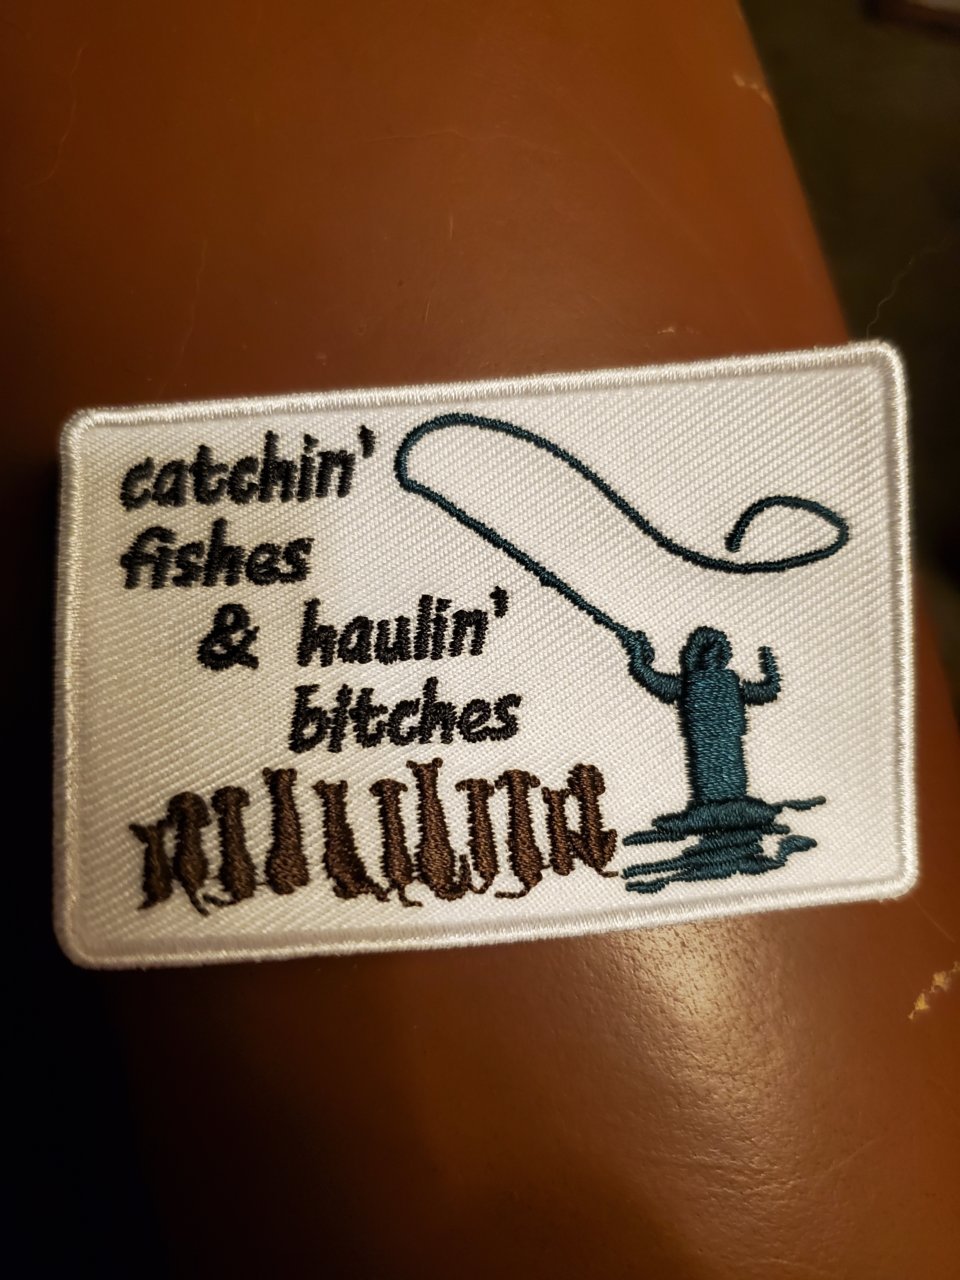 catchin'
fishes
& haulin'
bitches